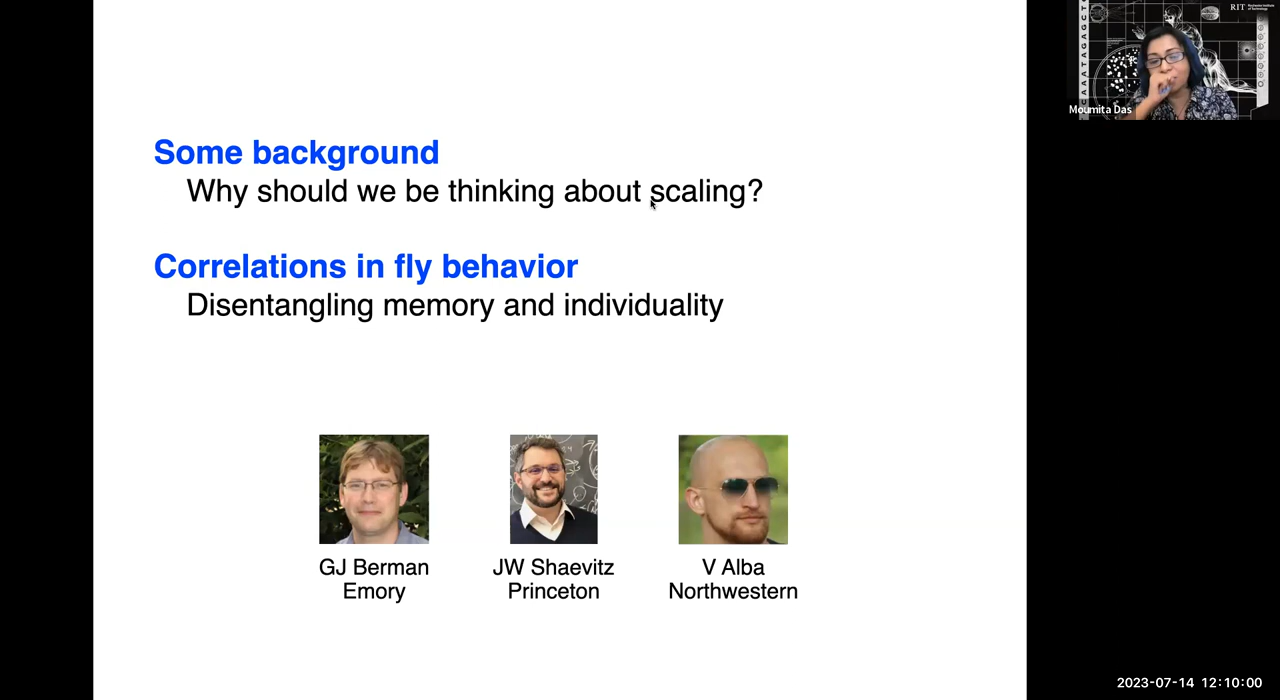 Some background
Why should we be thinking about scaling?
Correlations in fly behavior
Disentangling memory and individuality
GJ Berman
Emory
JW Shaevitz
Princeton
V Alba
Northwestern
RIT
Moumita Das
2023-07-14 12:10:00